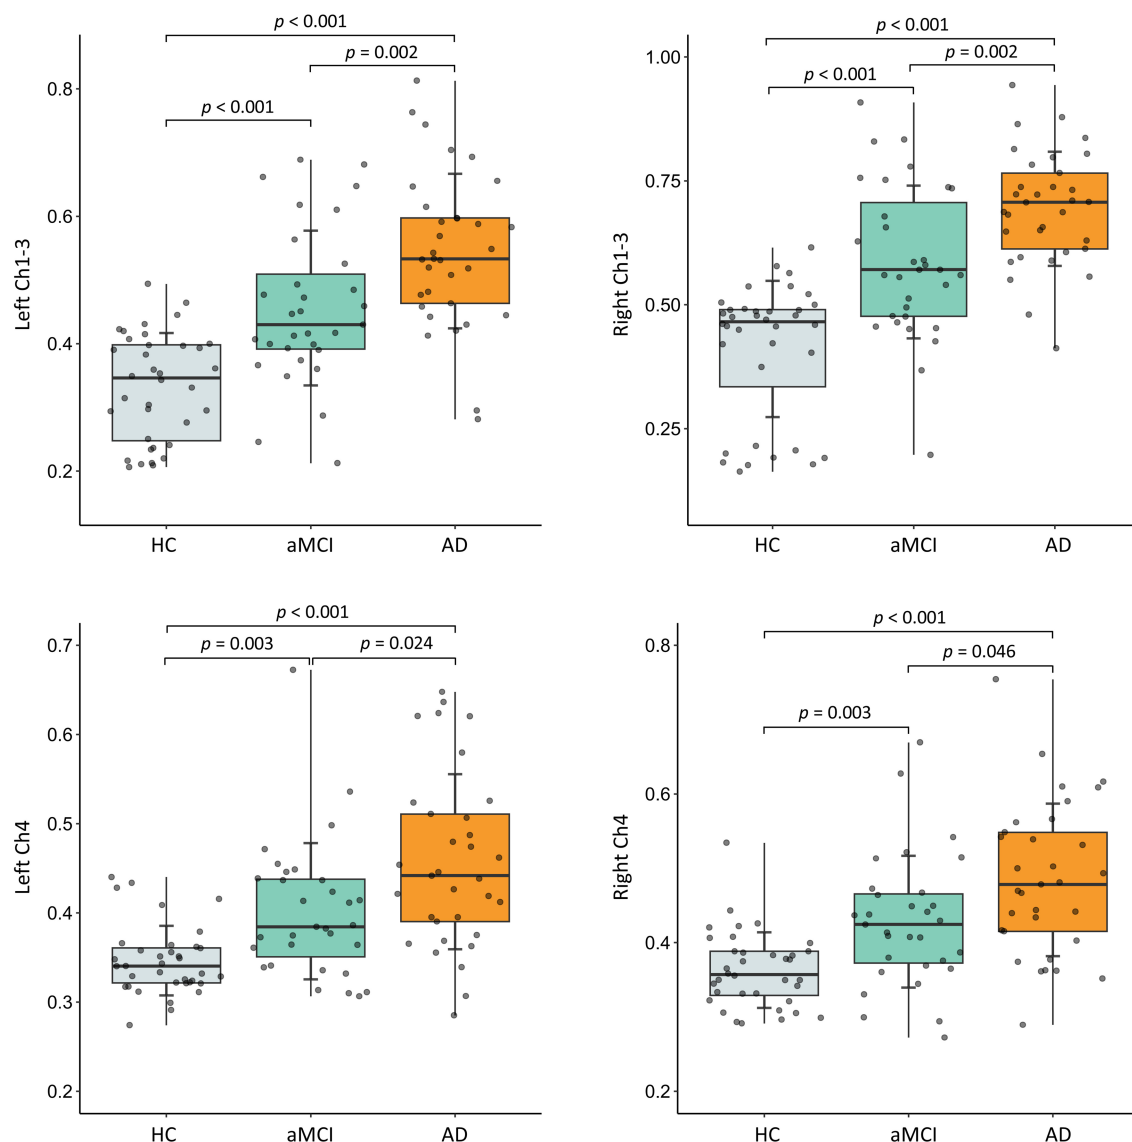 p < 0.001
p = 0.002
p < 0.001
0.8
0.6
0.4
0.2
Left Ch1-3
HC aMCI AD
p < 0.001
p = 0.002
p < 0.001
1.00
0.75
0.50
0.25
Right Ch1-3
HC aMCI AD
p < 0.001
p = 0.003 p = 0.024
0.7
0.6
0.5
0.4
0.3
0.2
Left Ch4
HC aMCI AD
p < 0.001
p = 0.046
p = 0.003
0.8
0.6
0.4
0.2
Right Ch4
HC aMCI AD